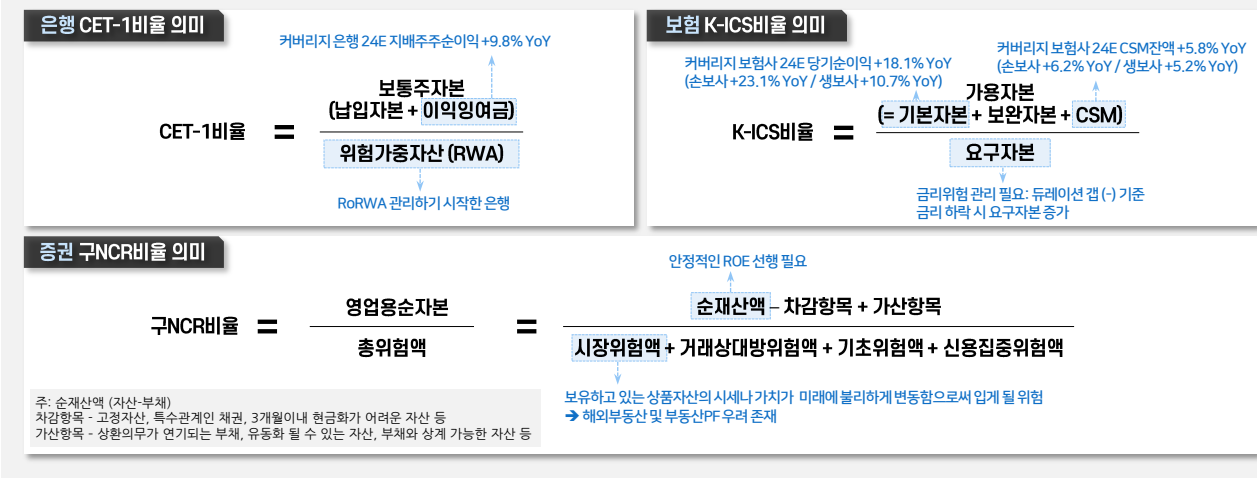 은행 CET-1비율 의미
커버리지 은행 24E 지배주주순이익 +9.8% YoY
보통주자본
(납입자본 + 이익잉여금)
CET-1비율 =
위험가중자산 (RWA)
RoRWA 관리하기 시작한 은행
보험 K-ICS비율 의미
커버리지 보험사 24E 당기순이익 +18.1% YoY
(손보사 +23.1% YoY / 생보사 +10.7% YoY)
커버리지 보험사 24E CSM잔액 +5.8% YoY
(손보사 +6.2% YoY / 생보사 +5.2% YoY)
가용자본
(= 기본자본 + 보완자본 + CSM)
K-ICS비율 =
요구자본
금리위험 관리 필요: 듀레이션 갭 (-) 기준
금리 하락 시 요구자본 증가
증권 구NCR비율 의미
안정적인 ROE 선행 필요
영업용순자본
순재산액 – 차감항목 + 가산항목
구NCR비율 = =
총위험액
시장위험액 + 거래상대방위험액 + 기초위험액 + 신용집중위험액
보유하고 있는 상품자산의 시세나 가치가 미래에 불리하게 변동함으로써 입게 될 위험
➔ 해외부동산 및 부동산PF 우려 존재
주: 순재산액 (자산-부채)
차감항목 - 고정자산, 특수관계인 채권, 3개월이내 현금화가 어려운 자산 등
가산항목 - 상환의무가 연기되는 부채, 유동화 될 수 있는 자산, 부채와 상계 가능한 자산 등